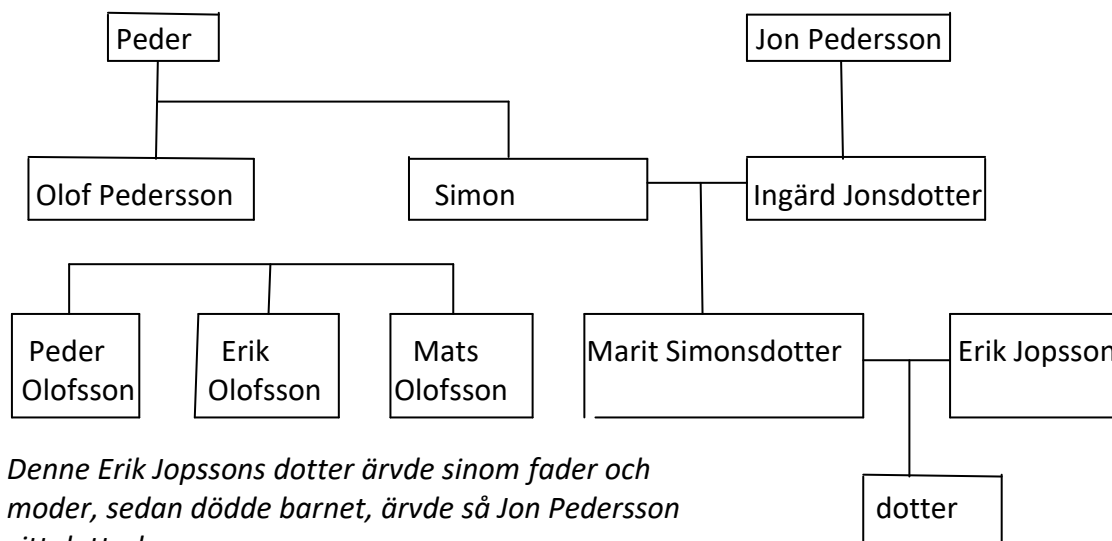 Peder
Jon Pedersson
Olof Pedersson
Simon
Ingärd Jonsdotter
Peder
Olofsson
Erik
Olofsson
Mats
Olofsson
Marit Simonsdotter
Erik Jopsson
Denne Erik Jopssons dotter ärvde sinom fader och
moder, sedan dödde barnet, ärvde så Jon Pedersson
dotter